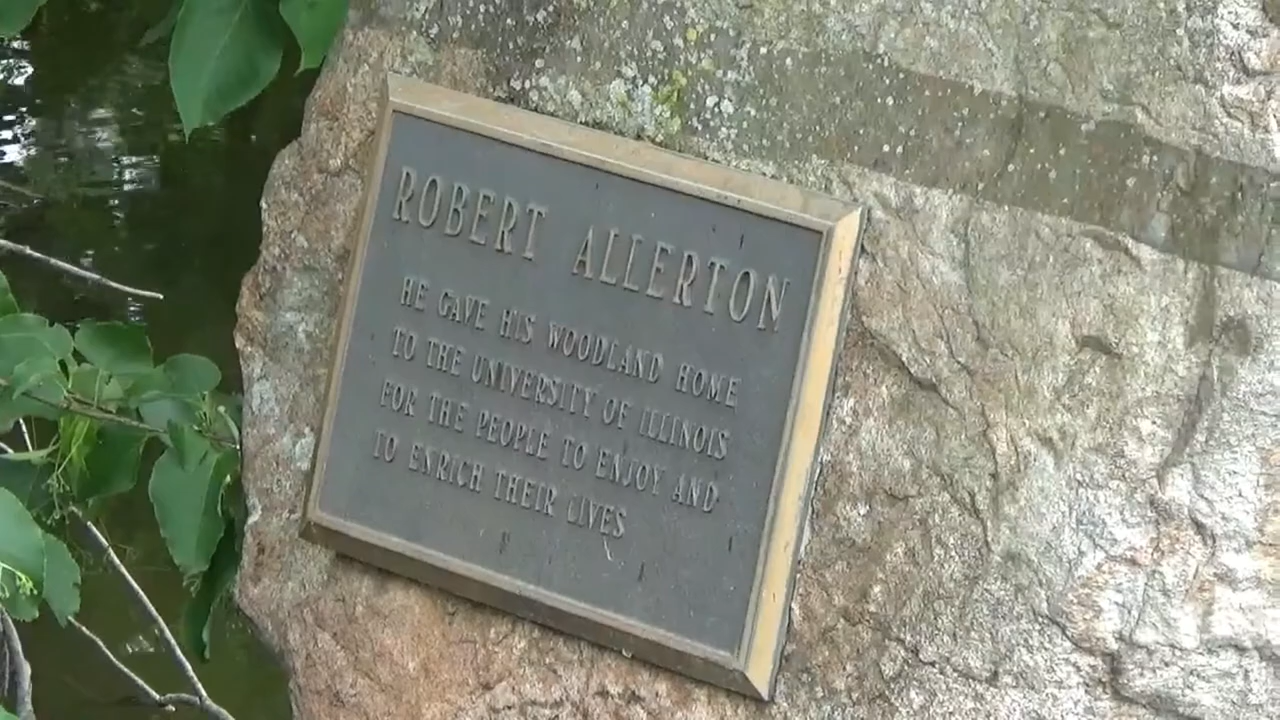 ROBERT ALLERTON
HE GAVE HIS WOODLAND HOME
TO THE UNIVERSITY OF ILLINOIS
FOR THE PEOPLE TO ENJOY AND
TO ENRICH THEIR LIVES